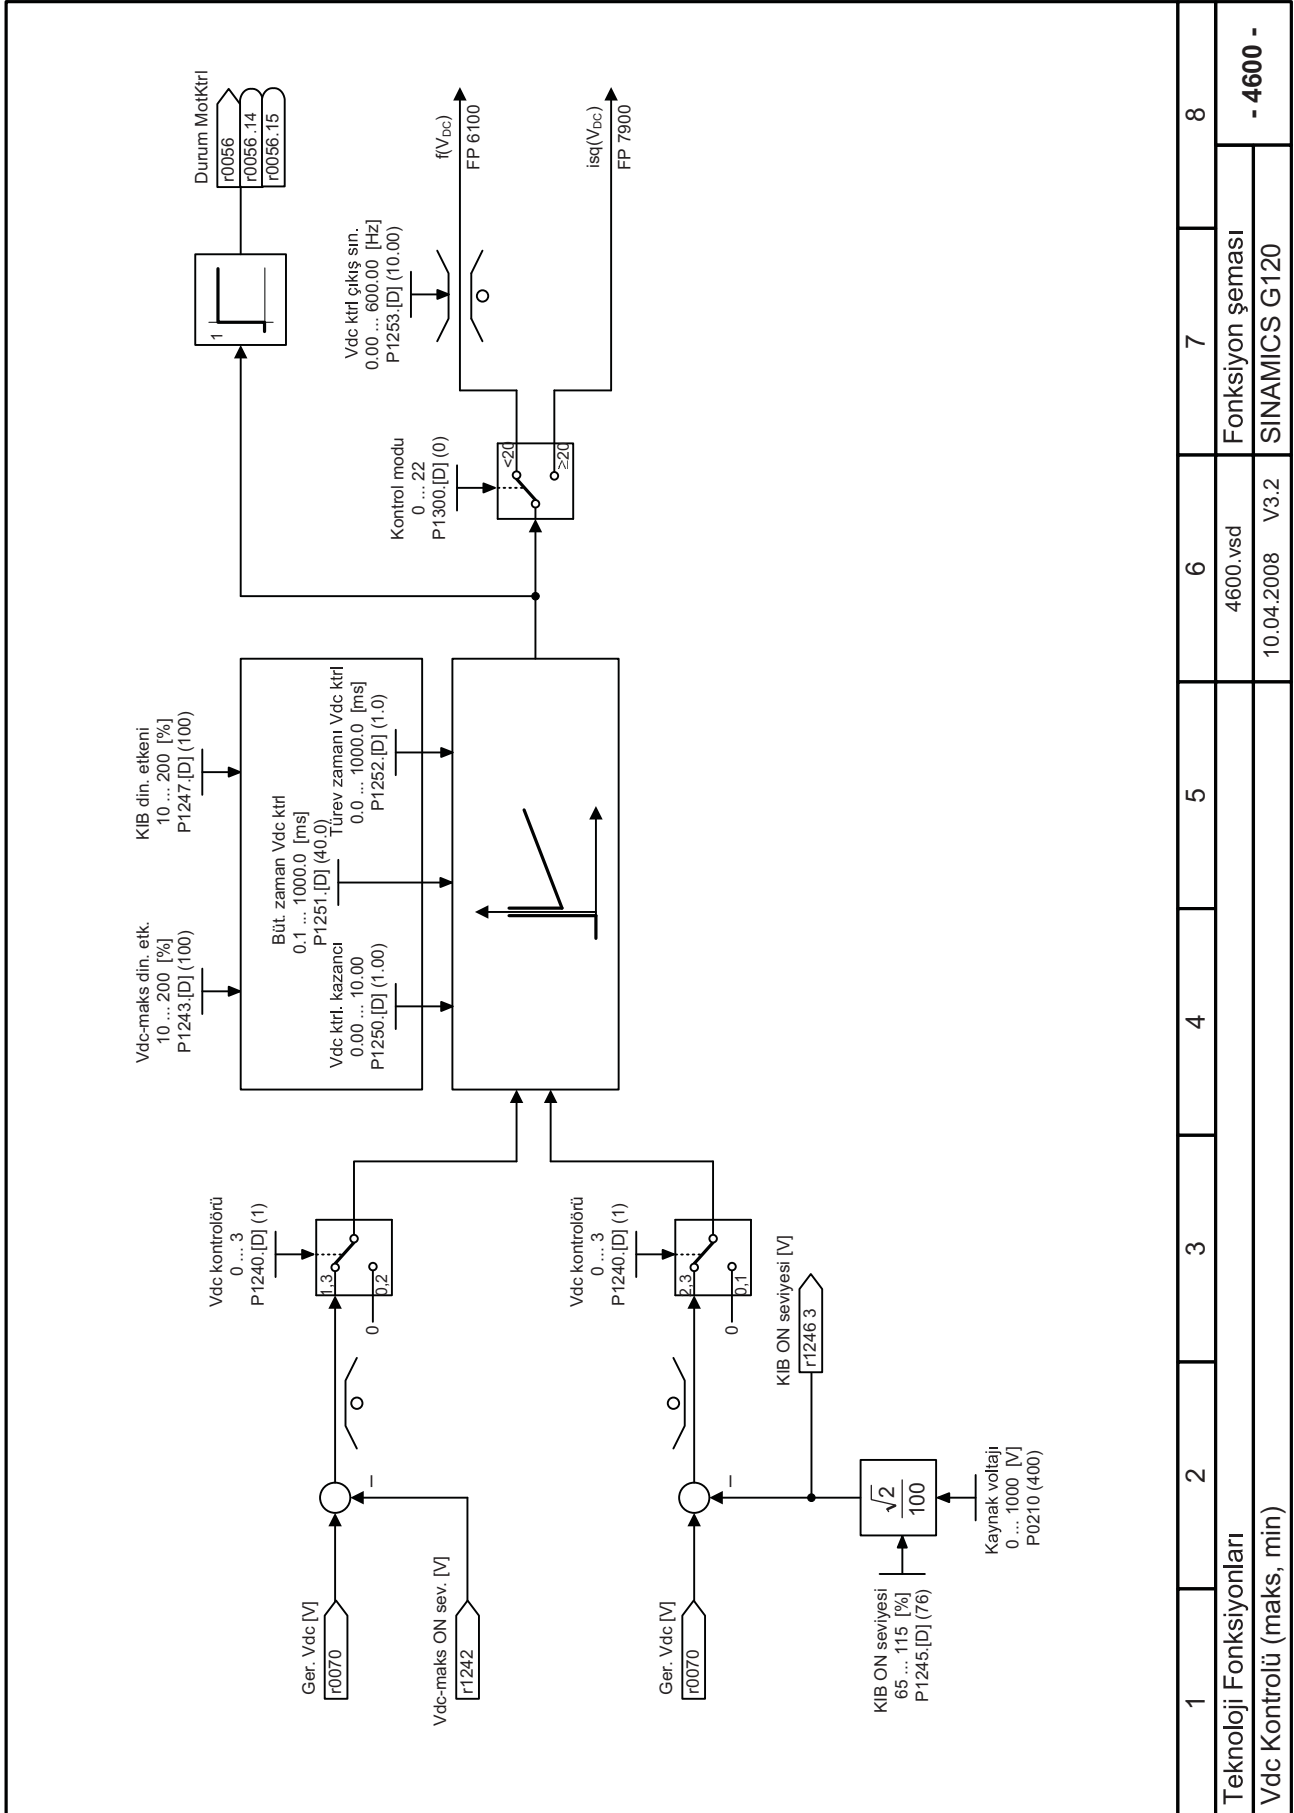 Ger. Vdc [V]
r0070
Vdc-maks ON sev. [V]
r1242
–
Vdc kontrolörü
0 ... 3
P1240.[D] (1)
1,3
0,2
0
Ger. Vdc [V]
r0070
–
Vdc kontrolörü
0 ... 3
P1240.[D] (1)
2,3
0,1
0
KIB ON seviyesi [V]
r1246 3
KIB ON seviyesi
65 ... 115 [%]
P1245.[D] (76)
√2
100
Kaynak voltajı
0 ... 1000 [V]
P0210 (400)
Vdc-maks din. etk.
10 ... 200 [%]
P1243.[D] (100)
KIB din. etkeni
10 ... 200 [%]
P1247.[D] (100)
Vdc ktrl. kazancı
0.00 ... 10.00
P1250.[D] (1.00)
Büt. zaman Vdc ktrl
0.1 ... 1000.0 [ms]
P1251.[D] (40.0)
Türev zamanı Vdc ktrl
0.0 ... 1000.0 [ms]
P1252.[D] (1.0)
Kontrol modu
0 ... 22
P1300.[D] (0)
<20
≥20
1
Durum MotKtrl
r0056
r0056 .14
r0056.15
Vdc ktrl çıkış sın.
0.00 ... 600.00 [Hz]
P1253.[D] (10.00)
f(VDC)
FP 6100
isq(VDC)
FP 7900
1 2 3 4 5 6 7 8
Teknoloji Fonksiyonları 4600.vsd Fonksiyon şeması - 4600 -
Vdc Kontrolü (maks, min) 10.04.2008 V3.2 SINAMICS G120